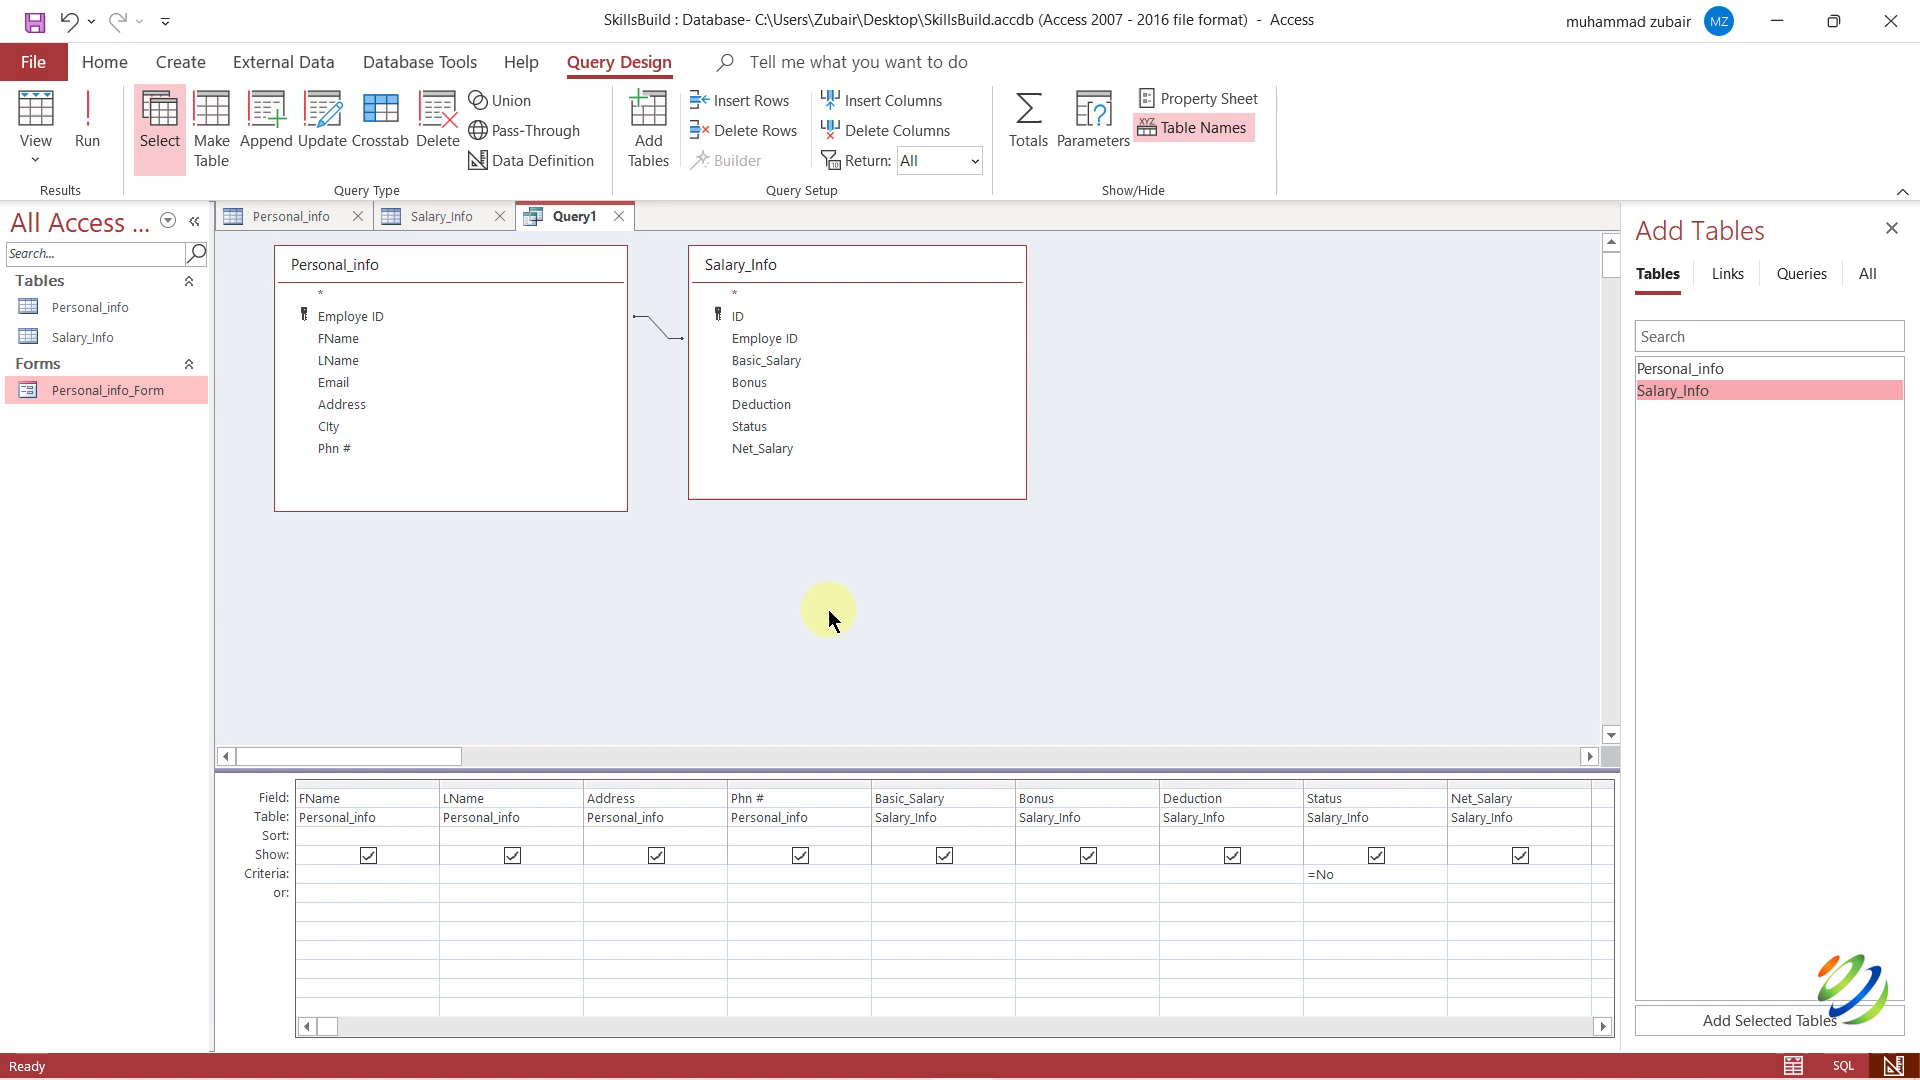 SkillsBuild : Database- C:\Users\Zubair\Desktop\SkillsBuild.accdb (Access 2007 - 2016 file format) - Access
muhammad zubair
MZ
File Home Create External Data Database Tools Help Query Design Tell me what you want to do
View
Run
Results
Select
Make Table
Append
Update
Crosstab
Delete
Union
Pass-Through
Data Definition
Query Type
Add Tables
Insert Rows
Delete Rows
Builder
Insert Columns
Delete Columns
Return: All
Query Setup
Totals
Parameters
Property Sheet
XYZ Table Names
Show/Hide
All Access ...
Search...
Tables
Personal_info
Salary_Info
Forms
Personal_info_Form
Personal_info Salary_Info Query1
Personal_info
*
Employe ID
FName
LName
Email
Address
CIty
Phn #
Salary_Info
*
ID
Employe ID
Basic_Salary
Bonus
Deduction
Status
Net_Salary
Field: FName LName Address Phn # Basic_Salary Bonus Deduction Status Net_Salary
Table: Personal_info Personal_info Personal_info Personal_info Salary_Info Salary_Info Salary_Info Salary_Info Salary_Info
Sort:
Show:
Criteria: =No
or:
Add Tables
Tables Links Queries All
Search
Personal_info
Salary_Info
Add Selected Tables
Ready
SQL